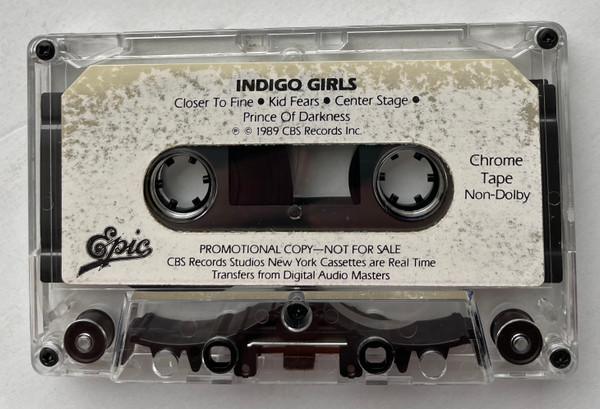 INDIGO GIRLS
Closer To Fine • Kid Fears • Center Stage •
Prince Of Darkness
℗ © 1989 CBS Records Inc.
Chrome
Tape
Non-Dolby
Epic
PROMOTIONAL COPY—NOT FOR SALE
CBS Records Studios New York Cassettes are Real Time
Transfers from Digital Audio Masters